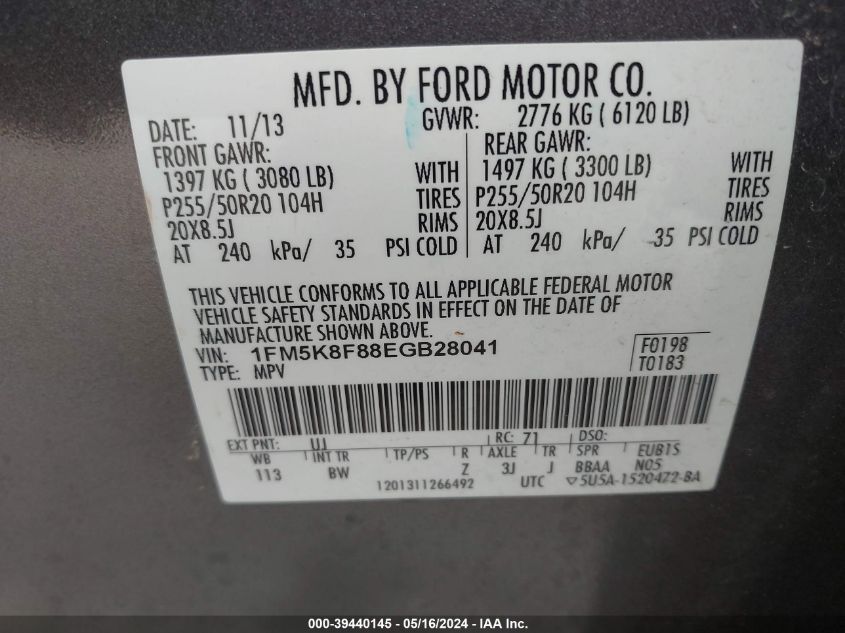 MFD. BY FORD MOTOR CO.
DATE: 11/13 GVWR: 2776 KG ( 6120 LB)
FRONT GAWR: REAR GAWR:
1397 KG ( 3080 LB) WITH 1497 KG ( 3300 LB) WITH
P255/50R20 104H TIRES P255/50R20 104H TIRES
20X8.5J RIMS 20X8.5J RIMS
AT 240 kPa/ 35 PSI COLD AT 240 kPa/ 35 PSI COLD
THIS VEHICLE CONFORMS TO ALL APPLICABLE FEDERAL MOTOR
VEHICLE SAFETY STANDARDS IN EFFECT ON THE DATE OF
MANUFACTURE SHOWN ABOVE.
VIN: 1FM5K8F88EGB28041 F0198
TYPE: MPV T0183
EXT PNT: UJ RC: 71 DSO:
WB INT TR TP/PS R AXLE TR SPR EUB1S
113 BW Z 3J J BBAA N05
1201311266492 UTC ▽5U5A-1520472-BA
000-39440145 - 05/16/2024 - IAA Inc.